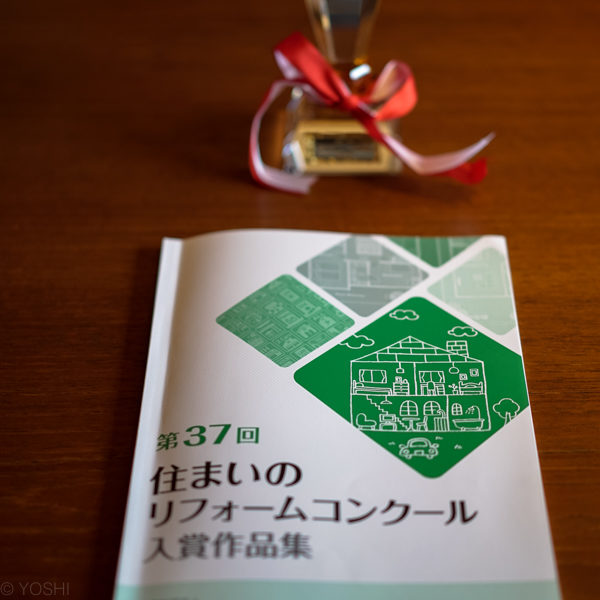 第37回
住まいの
リフォームコンクール
入賞作品集
© YOSHI